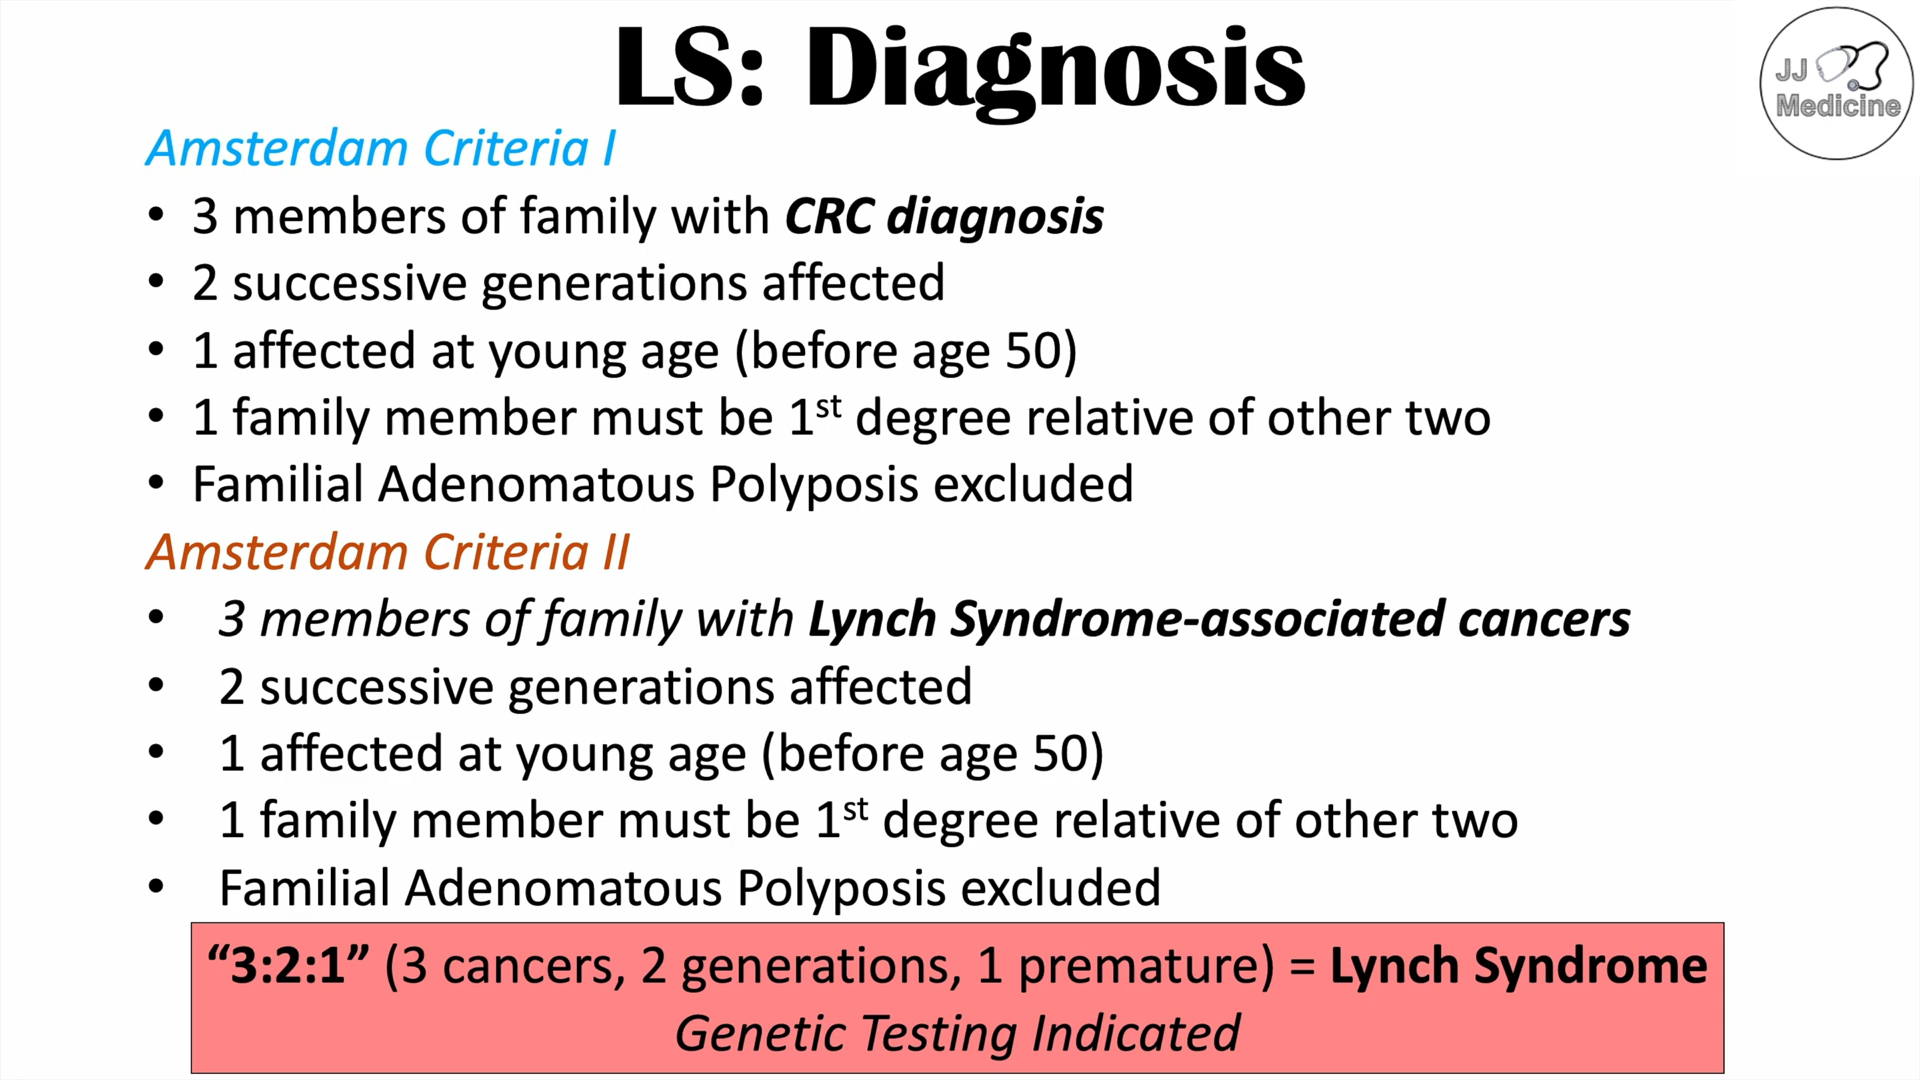 LS: Diagnosis
JJ
Medicine
Amsterdam Criteria I
• 3 members of family with CRC diagnosis
• 2 successive generations affected
• 1 affected at young age (before age 50)
• 1 family member must be 1st degree relative of other two
• Familial Adenomatous Polyposis excluded
Amsterdam Criteria II
• 3 members of family with Lynch Syndrome-associated cancers
• 2 successive generations affected
• 1 affected at young age (before age 50)
• 1 family member must be 1st degree relative of other two
• Familial Adenomatous Polyposis excluded
“3:2:1” (3 cancers, 2 generations, 1 premature) = Lynch Syndrome
Genetic Testing Indicated